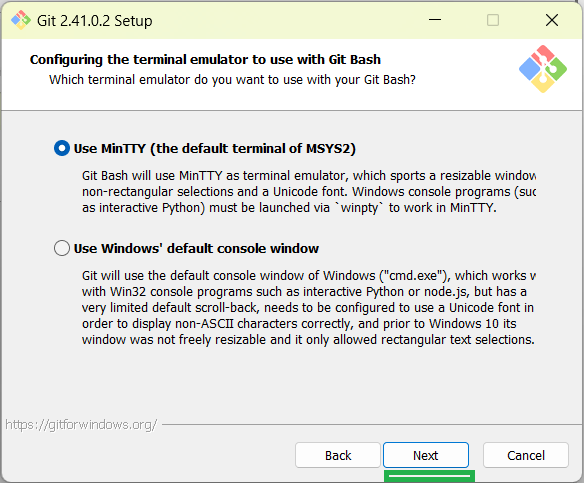 Git 2.41.0.2 Setup
Configuring the terminal emulator to use with Git Bash
Which terminal emulator do you want to use with your Git Bash?
Use MinTTY (the default terminal of MSYS2)
Git Bash will use MinTTY as terminal emulator, which sports a resizable window
non-rectangular selections and a Unicode font. Windows console programs (suc
as interactive Python) must be launched via `winpty` to work in MinTTY.
Use Windows' default console window
Git will use the default console window of Windows ("cmd.exe"), which works w
with Win32 console programs such as interactive Python or node.js, but has a
very limited default scroll-back, needs to be configured to use a Unicode font in
order to display non-ASCII characters correctly, and prior to Windows 10 its
window was not freely resizable and it only allowed rectangular text selections.
https://gitforwindows.org/
Back Next Cancel